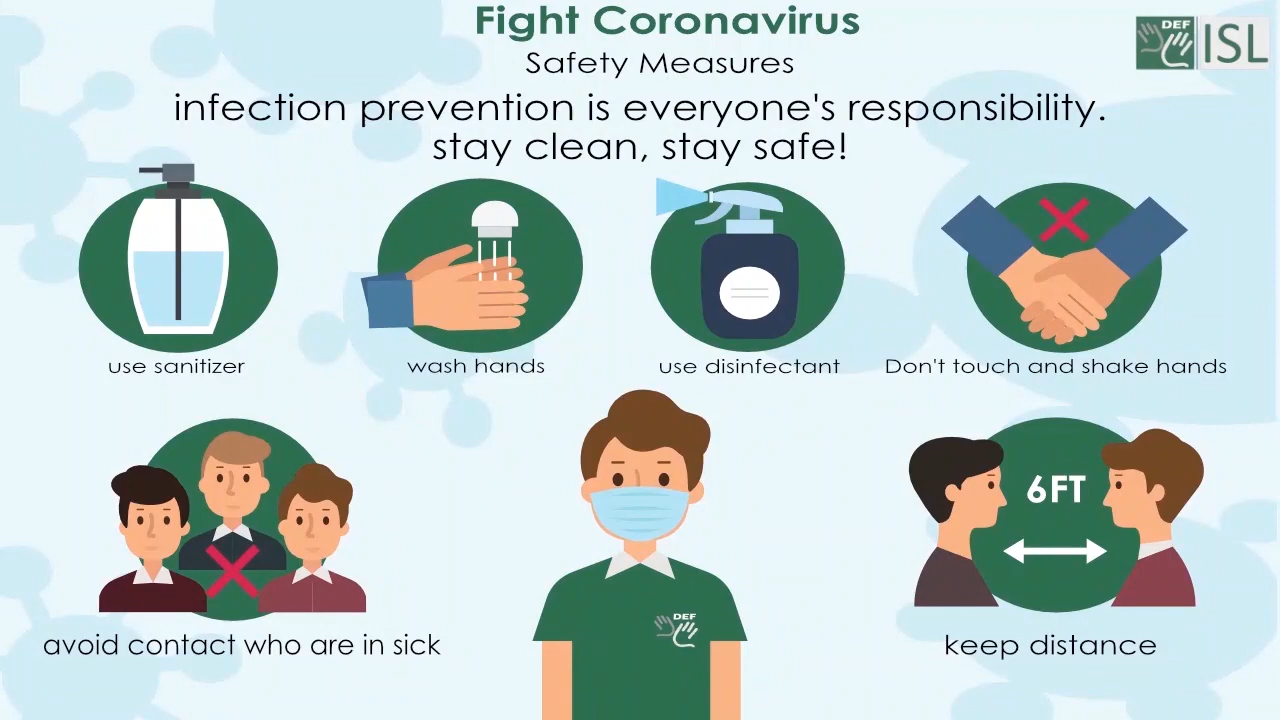 Fight Coronavirus
DEF
ISL
Safety Measures
infection prevention is everyone's responsibility.
stay clean, stay safe!
use sanitizer
wash hands
use disinfectant
Don't touch and shake hands
6FT
DEF
avoid contact who are in sick
keep distance